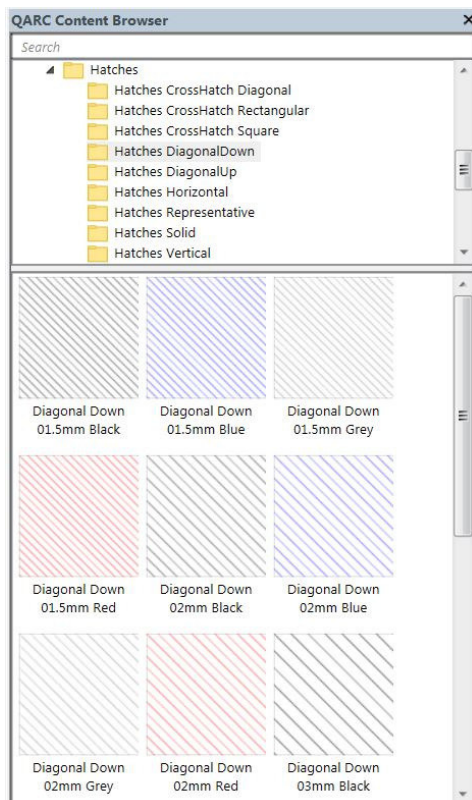 QARC Content Browser
Search
Hatches
Hatches CrossHatch Diagonal
Hatches CrossHatch Rectangular
Hatches CrossHatch Square
Hatches DiagonalDown
Hatches DiagonalUp
Hatches Horizontal
Hatches Representative
Hatches Solid
Hatches Vertical
Diagonal Down
01.5mm Black
Diagonal Down
01.5mm Blue
Diagonal Down
01.5mm Grey
Diagonal Down
01.5mm Red
Diagonal Down
02mm Black
Diagonal Down
02mm Blue
Diagonal Down
02mm Grey
Diagonal Down
02mm Red
Diagonal Down
03mm Black